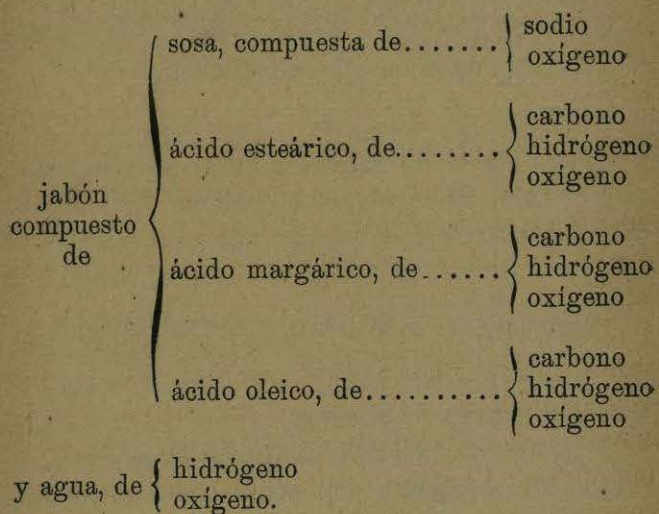 sosa, compuesta de....... { sodio
oxígeno
ácido esteárico, de........ { carbono
hidrógeno
oxígeno
jabón
compuesto
de {
ácido margárico, de...... { carbono
hidrógeno
oxígeno
ácido oleico, de.......... { carbono
hidrógeno
oxígeno
y agua, de { hidrógeno
oxígeno.